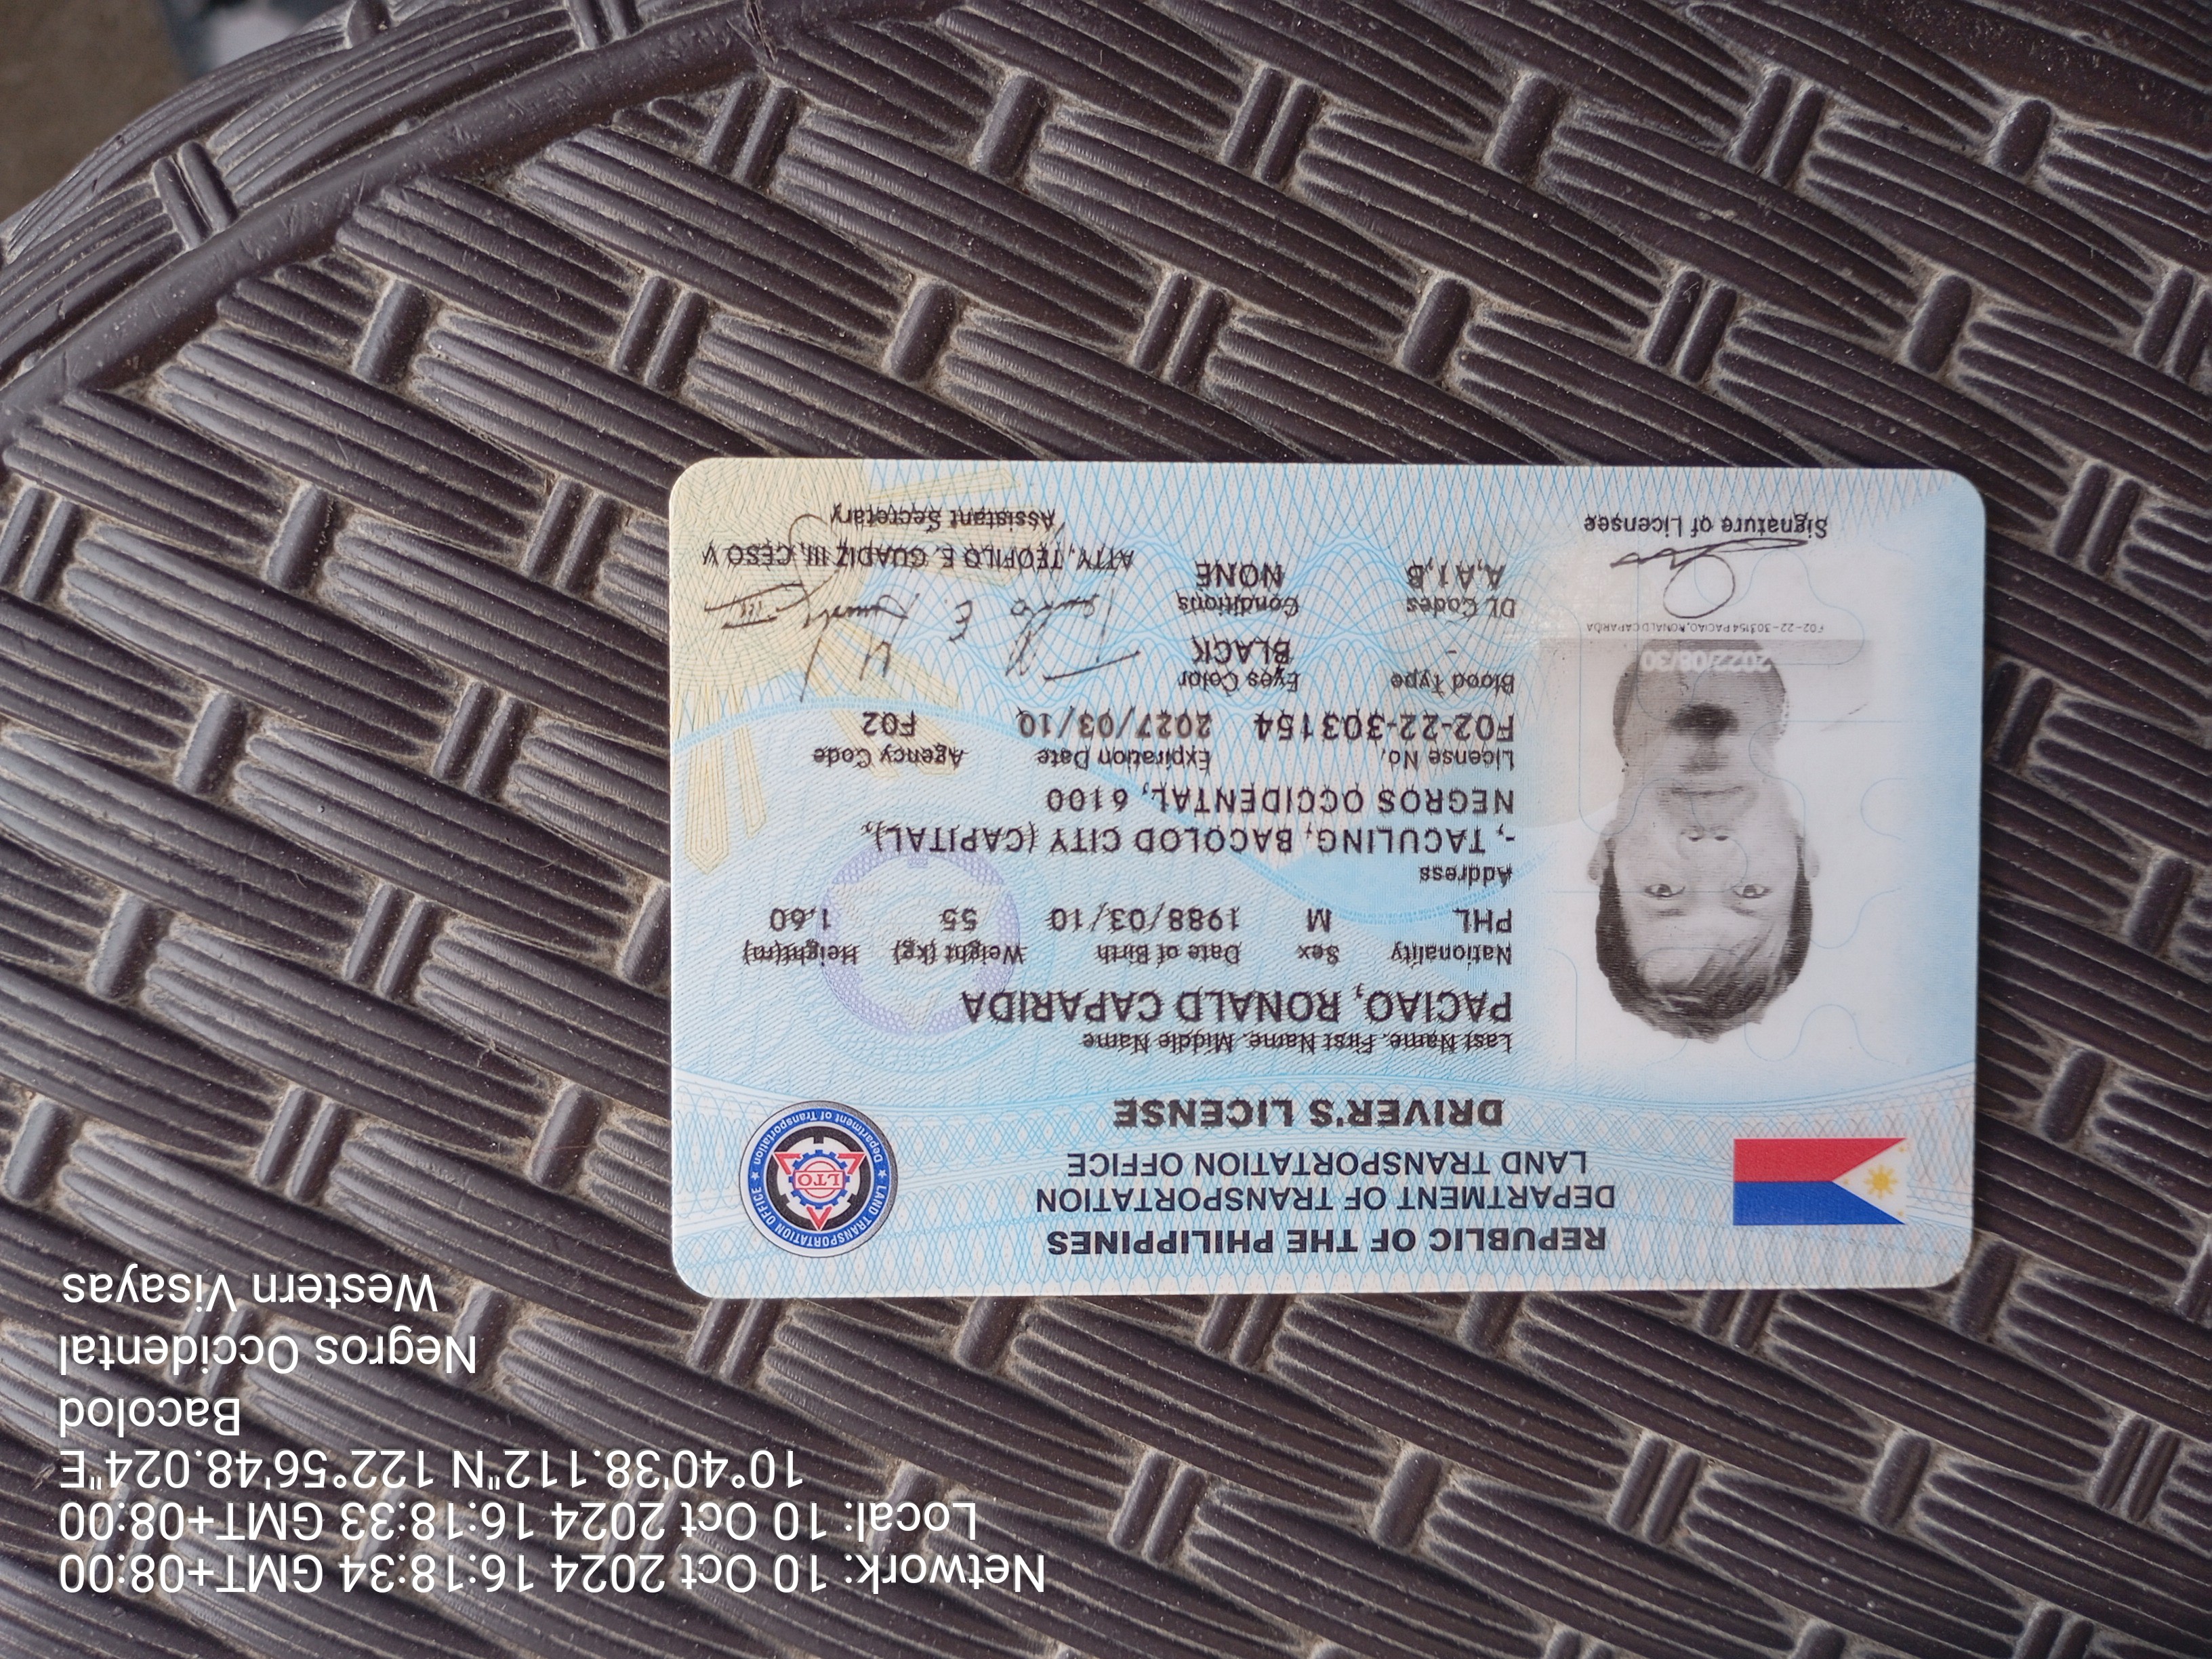 REPUBLIC OF THE PHILIPPINES
DEPARTMENT OF TRANSPORTATION
LAND TRANSPORTATION OFFICE
DRIVER'S LICENSE
LAND TRANSPORTATION OFFICE
Department of Transportation
LTO
Last Name, First Name, Middle Name
PACIAO, RONALD CAPARIDA
Nationality Sex Date of Birth Weight (kg) Height(m)
PHL M 1988/03/10 55 1.60
Address
-, TACULING, BACOLOD CITY (CAPITAL),
NEGROS OCCIDENTAL, 6100
License No. Expiration Date Agency Code
F02-22-303154 2027/03/10 F02
Blood Type Eyes Color
- BLACK
DL Codes Conditions
A,A1,B NONE
2022/08/30
F02-22-303154 PACIAO, RONALD CAPARIDA
Signature of Licensee
ATTY. TEOFILO E. GUADIZ III, CESO V
Assistant Secretary
Network: 10 Oct 2024 16:18:34 GMT+08:00
Local: 10 Oct 2024 16:18:33 GMT+08:00
10°40'38.112"N 122°56'48.024"E
Bacolod
Negros Occidental
Western Visayas